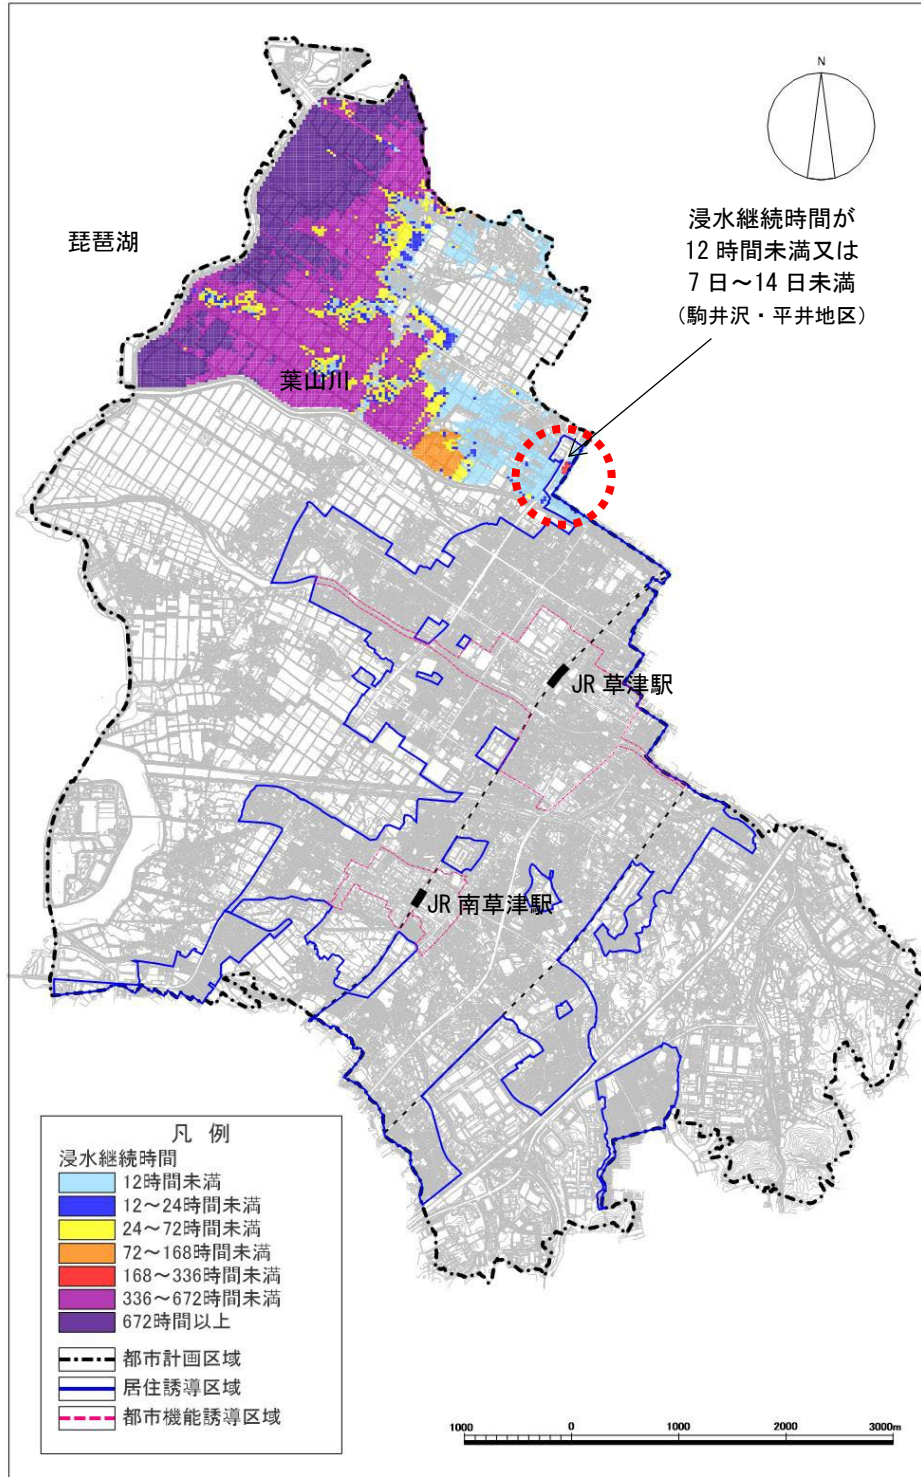 N
浸水継続時間が
12時間未満又は
7日～14日未満
(駒井沢・平井地区)
琵琶湖
葉山川
JR草津駅
JR南草津駅
凡 例
浸水継続時間
12時間未満
12～24時間未満
24～72時間未満
72～168時間未満
168～336時間未満
336～672時間未満
672時間以上
都市計画区域
居住誘導区域
都市機能誘導区域
1000 0 1000 2000 3000m